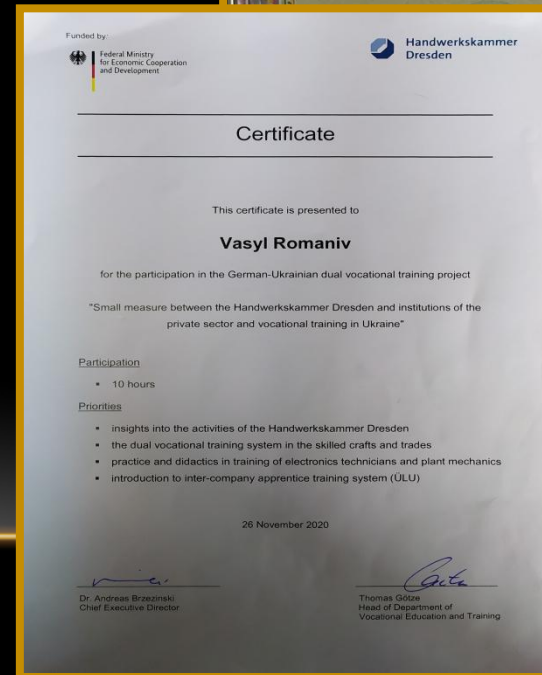 Funded by:
Federal Ministry
for Economic Cooperation
and Development
Handwerkskammer
Dresden
Certificate
This certificate is presented to
Vasyl Romaniv
for the participation in the German-Ukrainian dual vocational training project
"Small measure between the Handwerkskammer Dresden and institutions of the
private sector and vocational training in Ukraine"
Participation
▪ 10 hours
Priorities
▪ insights into the activities of the Handwerkskammer Dresden
▪ the dual vocational training system in the skilled crafts and trades
▪ practice and didactics in training of electronics technicians and plant mechanics
▪ introduction to inter-company apprentice training system (ÜLU)
26 November 2020
Dr. Andreas Brzezinski
Chief Executive Director
Thomas Götze
Head of Department of
Vocational Education and Training